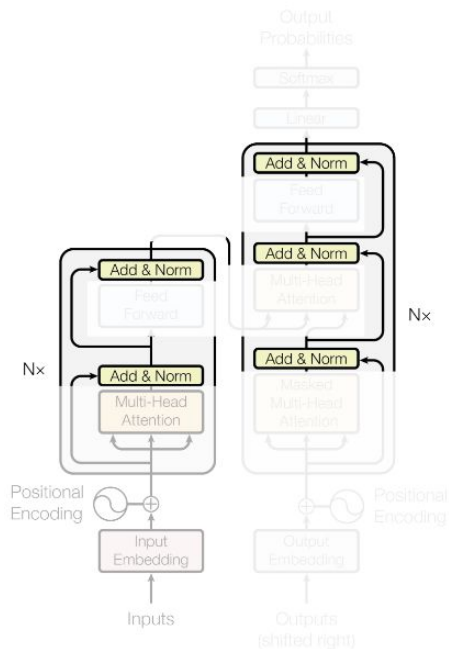 Output
Probabilities
Softmax
Linear
Add & Norm
Feed
Forward
Add & Norm
Multi-Head
Attention
Add & Norm
Masked
Multi-Head
Attention
Nx
Positional
Encoding
Output
Embedding
Outputs
(shifted right)
Add & Norm
Feed
Forward
Add & Norm
Multi-Head
Attention
Nx
Positional
Encoding
Input
Embedding
Inputs